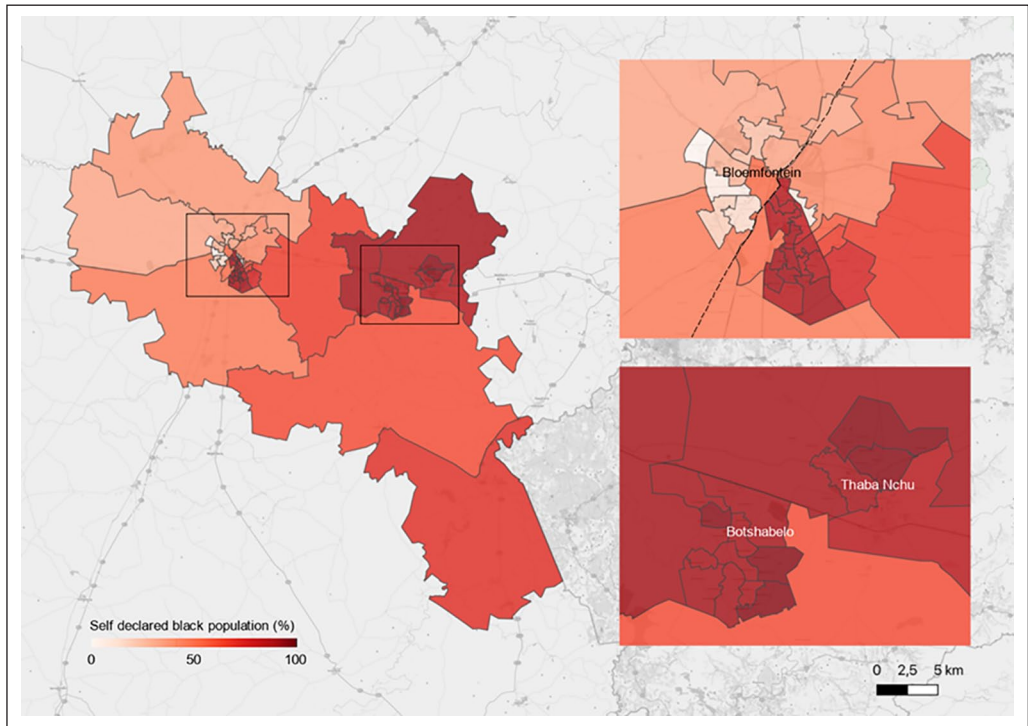 Bloemfontein
Thaba Nchu
Botshabelo
Self declared black population (%)
0 50 100
0 2,5 5 km